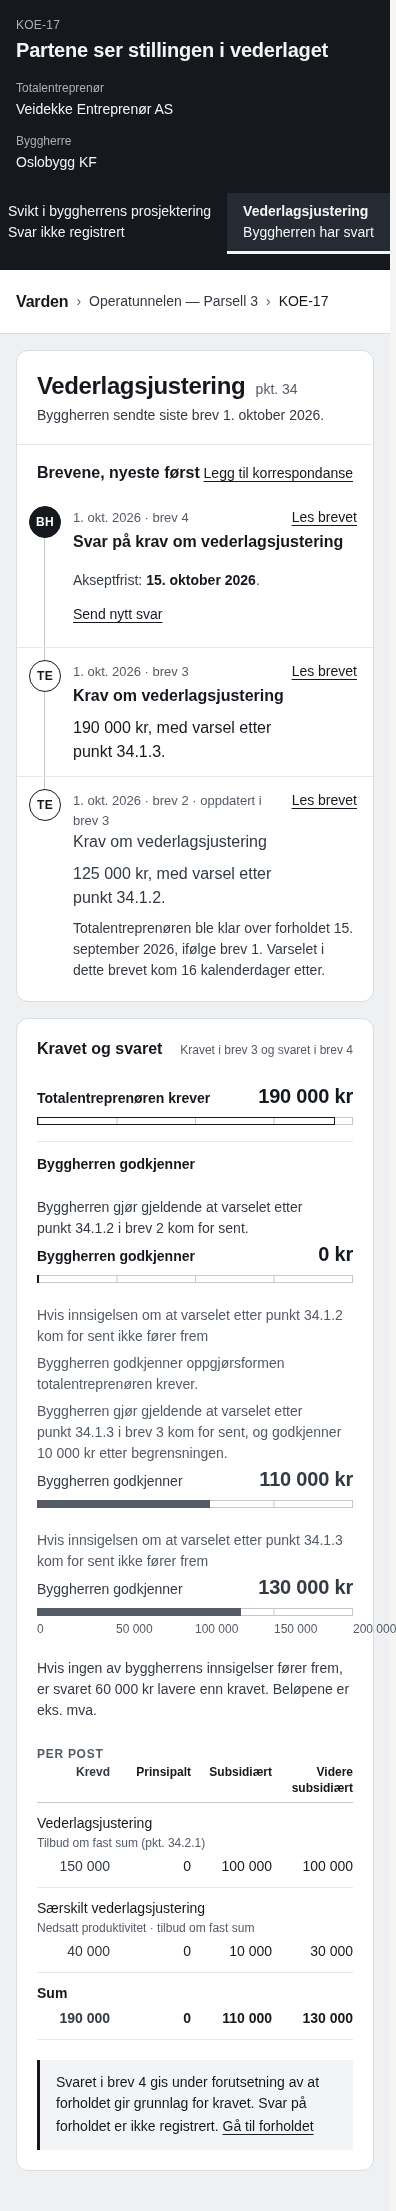 KOE-17
Partene ser stillingen i vederlaget
Totalentreprenør
Veidekke Entreprenør AS
Byggherre
Oslobygg KF
Svikt i byggherrens prosjektering
Svar ikke registrert
Vederlagsjustering
Byggherren har svart
Varden › Operatunnelen — Parsell 3 › KOE-17
Vederlagsjustering pkt. 34
Byggherren sendte siste brev 1. oktober 2026.
Brevene, nyeste først Legg til korrespondanse
BH
1. okt. 2026 · brev 4 Les brevet
Svar på krav om vederlagsjustering
Akseptfrist: 15. oktober 2026.
Send nytt svar
TE
1. okt. 2026 · brev 3 Les brevet
Krav om vederlagsjustering
190 000 kr, med varsel etter
punkt 34.1.3.
TE
1. okt. 2026 · brev 2 · oppdatert i Les brevet
brev 3
Krav om vederlagsjustering
125 000 kr, med varsel etter
punkt 34.1.2.
Totalentreprenøren ble klar over forholdet 15.
september 2026, ifølge brev 1. Varselet i
dette brevet kom 16 kalenderdager etter.
Kravet og svaret Kravet i brev 3 og svaret i brev 4
Totalentreprenøren krever 190 000 kr
Byggherren godkjenner
Byggherren gjør gjeldende at varselet etter
punkt 34.1.2 i brev 2 kom for sent.
Byggherren godkjenner 0 kr
Hvis innsigelsen om at varselet etter punkt 34.1.2
kom for sent ikke fører frem
Byggherren godkjenner oppgjørsformen
totalentreprenøren krever.
Byggherren gjør gjeldende at varselet etter
punkt 34.1.3 i brev 3 kom for sent, og godkjenner
10 000 kr etter begrensningen.
Byggherren godkjenner 110 000 kr
Hvis innsigelsen om at varselet etter punkt 34.1.3
kom for sent ikke fører frem
Byggherren godkjenner 130 000 kr
0 50 000 100 000 150 000 200 000
Hvis ingen av byggherrens innsigelser fører frem,
er svaret 60 000 kr lavere enn kravet. Beløpene er
eks. mva.
PER POST
Krevd Principalt Subsidiært Videre
subsidiært
Vederlagsjustering
Tilbud om fast sum (pkt. 34.2.1)
150 000 0 100 000 100 000
Særskilt vederlagsjustering
Nedsatt produktivitet · tilbud om fast sum
40 000 0 10 000 30 000
Sum
190 000 0 110 000 130 000
Svaret i brev 4 gis under forutsetning av at
forholdet gir grunnlag for kravet. Svar på
forholdet er ikke registrert. Gå til forholdet